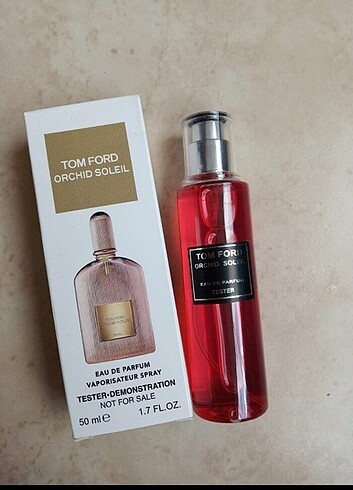 TOM FORD
ORCHID SOLEIL
EAU DE PARFUM
VAPORISATEUR SPRAY
TESTER-DEMONSTRATION
NOT FOR SALE
50 ml e 1.7 FL.OZ.
TOM FORD
ORCHID SOLEIL
EAU DE PARFUM
TESTER